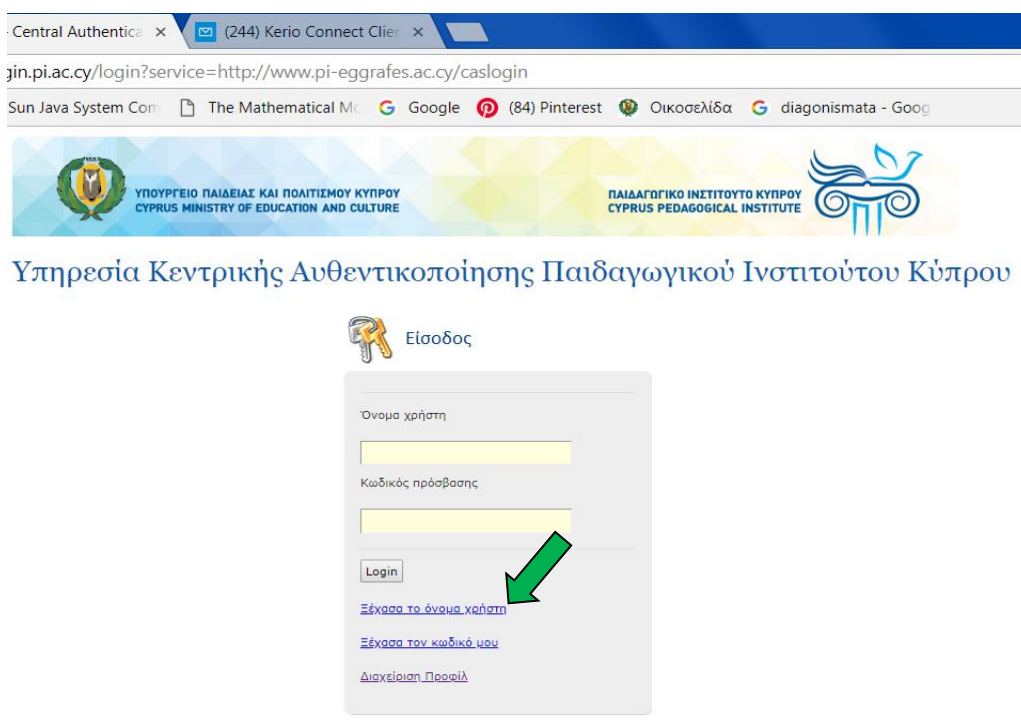 Central Authentica × (244) Kerio Connect Clien ×
gin.pi.ac.cy/login?service=http://www.pi-eggrafes.ac.cy/caslogin
Sun Java System Com The Mathematical Mo G Google (84) Pinterest Οικοσελίδα G diagonismata - Goog
ΥΠΟΥΡΓΕΙΟ ΠΑΙΔΕΙΑΣ ΚΑΙ ΠΟΛΙΤΙΣΜΟΥ ΚΥΠΡΟΥ
CYPRUS MINISTRY OF EDUCATION AND CULTURE
ΠΑΙΔΑΓΩΓΙΚΟ ΙΝΣΤΙΤΟΥΤΟ ΚΥΠΡΟΥ
CYPRUS PEDAGOGICAL INSTITUTE
Υπηρεσία Κεντρικής Αυθεντικοποίησης Παιδαγωγικού Ινστιτούτου Κύπρου
Είσοδος
Όνομα χρήστη
Κωδικός πρόσβασης
Login
Ξέχασα το όνομα χρήστη
Ξέχασα τον κωδικό μου
Διαχείριση Προφίλ